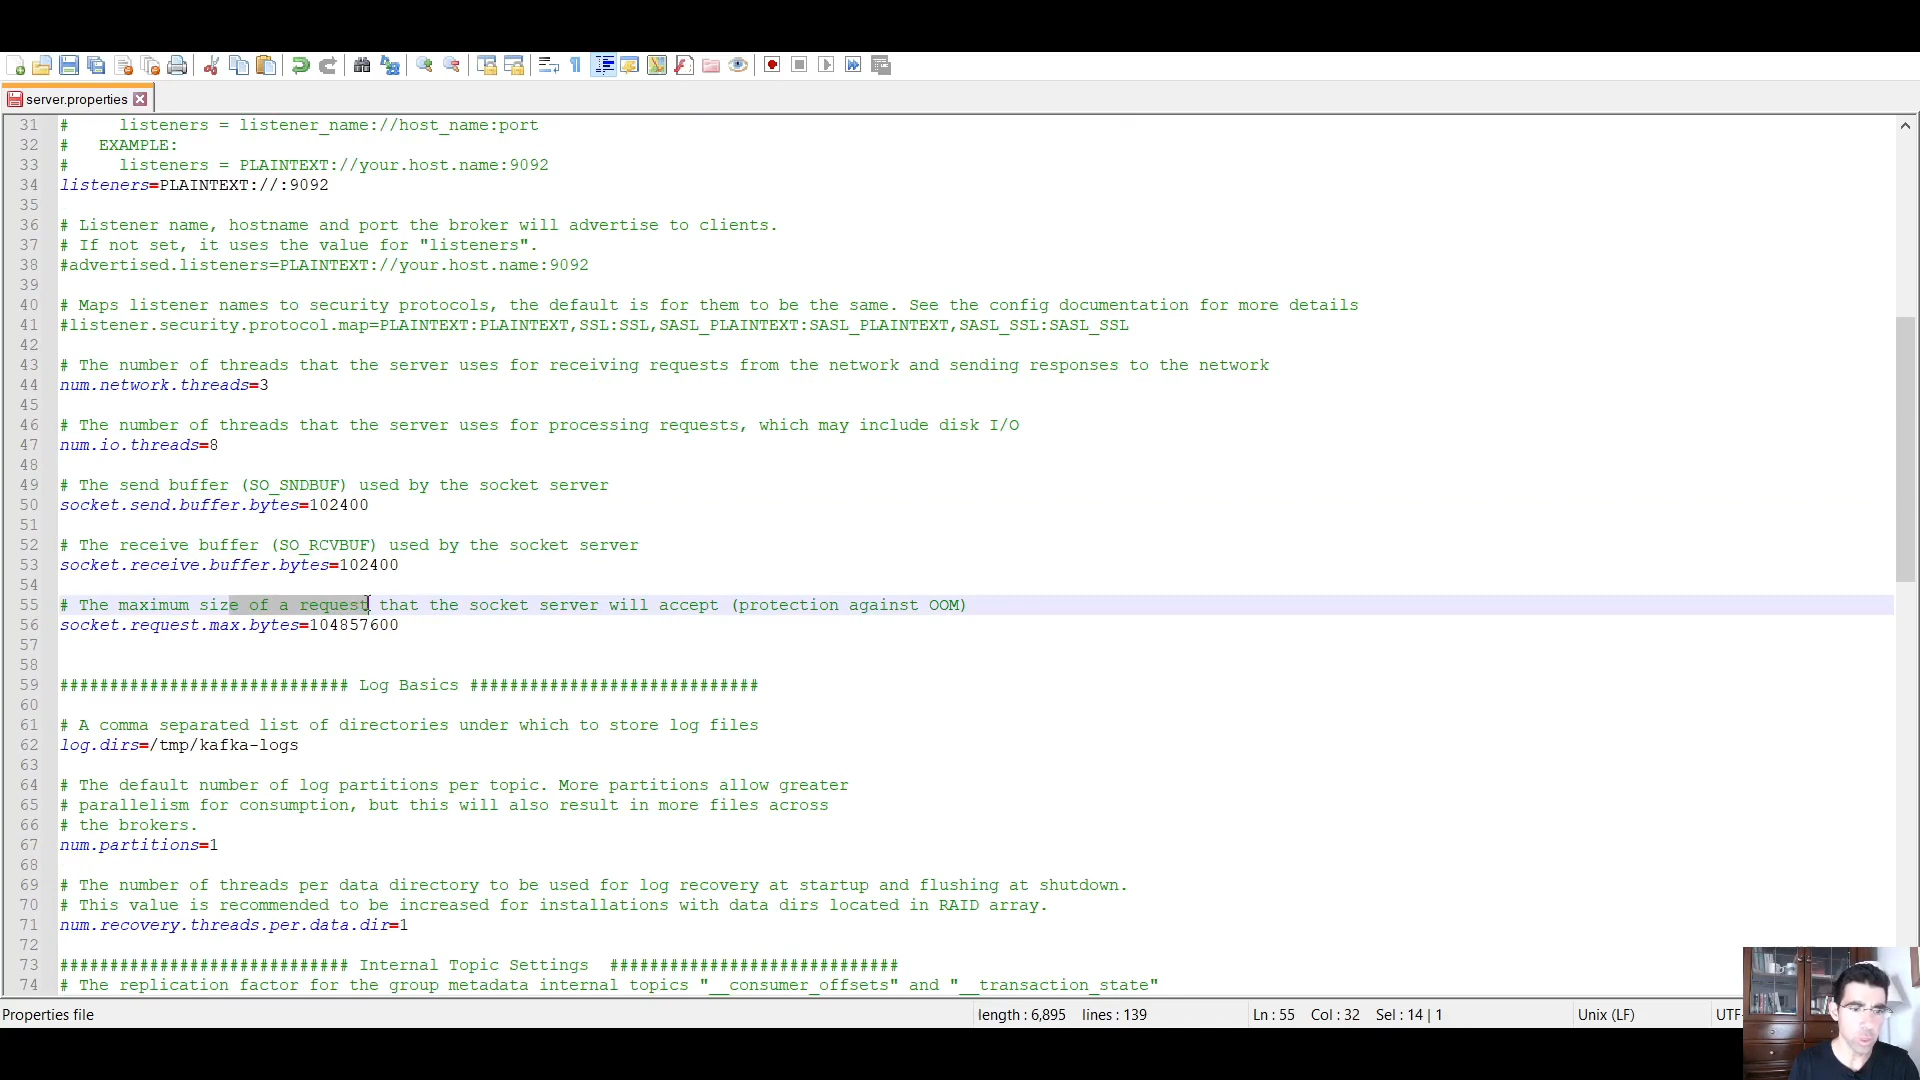 server.properties
31 #     listeners = listener_name://host_name:port
32 #   EXAMPLE:
33 #     listeners = PLAINTEXT://your.host.name:9092
34 listeners=PLAINTEXT://:9092
35
36 # Listener name, hostname and port the broker will advertise to clients.
37 # If not set, it uses the value for "listeners".
38 #advertised.listeners=PLAINTEXT://your.host.name:9092
39
40 # Maps listener names to security protocols, the default is for them to be the same. See the config documentation for more details
41 #listener.security.protocol.map=PLAINTEXT:PLAINTEXT,SSL:SSL,SASL_PLAINTEXT:SASL_PLAINTEXT,SASL_SSL:SASL_SSL
42
43 # The number of threads that the server uses for receiving requests from the network and sending responses to the network
44 num.network.threads=3
45
46 # The number of threads that the server uses for processing requests, which may include disk I/O
47 num.io.threads=8
48
49 # The send buffer (SO_SNDBUF) used by the socket server
50 socket.send.buffer.bytes=102400
51
52 # The receive buffer (SO_RCVBUF) used by the socket server
53 socket.receive.buffer.bytes=102400
54
55 # The maximum size of a request that the socket server will accept (protection against OOM)
56 socket.request.max.bytes=104857600
57
58
59 ############################# Log Basics #############################
60
61 # A comma separated list of directories under which to store log files
62 log.dirs=/tmp/kafka-logs
63
64 # The default number of log partitions per topic. More partitions allow greater
65 # parallelism for consumption, but this will also result in more files across
66 # the brokers.
67 num.partitions=1
68
69 # The number of threads per data directory to be used for log recovery at startup and flushing at shutdown.
70 # This value is recommended to be increased for installations with data dirs located in RAID array.
71 num.recovery.threads.per.data.dir=1
72
73 ############################# Internal Topic Settings  #############################
74 # The replication factor for the group metadata internal topics "__consumer_offsets" and "__transaction_state"
Properties file length : 6,895 lines : 139 Ln : 55 Col : 32 Sel : 14 | 1 Unix (LF) UTF-